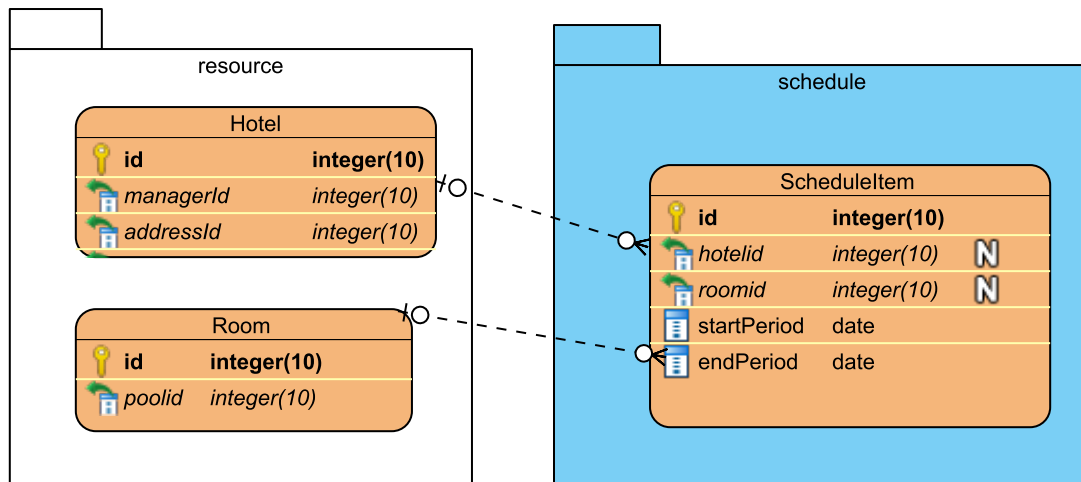 resource
Hotel
id integer(10)
managerId integer(10)
addressId integer(10)
Room
id integer(10)
poolid integer(10)
schedule
ScheduleItem
id integer(10)
hotelid integer(10) N
roomid integer(10) N
startPeriod date
endPeriod date